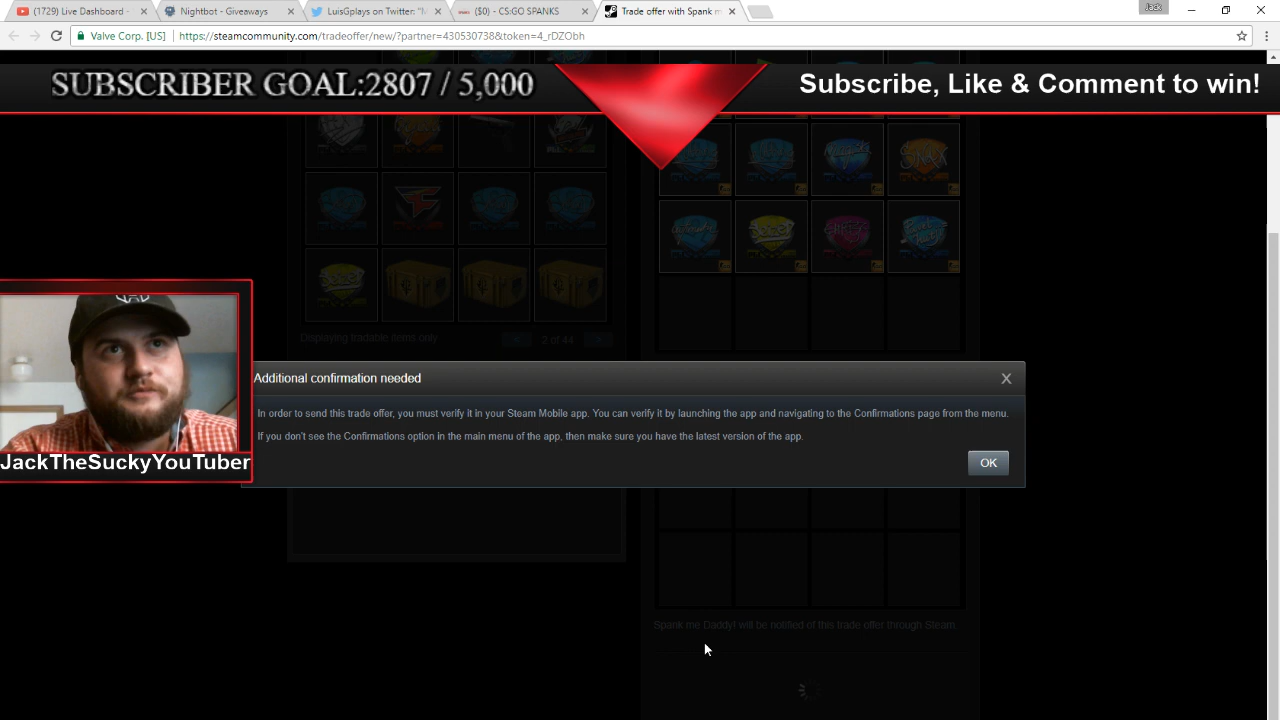 (1729) Live Dashboard -
Nightbot - Giveaways
LuisGplays on Twitter: "
($0) - CS:GO SPANKS
Trade offer with Spank m
Jack
Valve Corp. [US]
https://steamcommunity.com/tradeoffer/new/?partner=430530738&token=4_rDZObh
SUBSCRIBER GOAL:2807 / 5,000
Subscribe, Like & Comment to win!
Displaying tradable items only
< 2 of 44 >
Additional confirmation needed
X
In order to send this trade offer, you must verify it in your Steam Mobile app. You can verify it by launching the app and navigating to the Confirmations page from the menu.
If you don't see the Confirmations option in the main menu of the app, then make sure you have the latest version of the app.
OK
JackTheSuckyYouTuber
Spank me Daddy! will be notified of this trade offer through Steam.